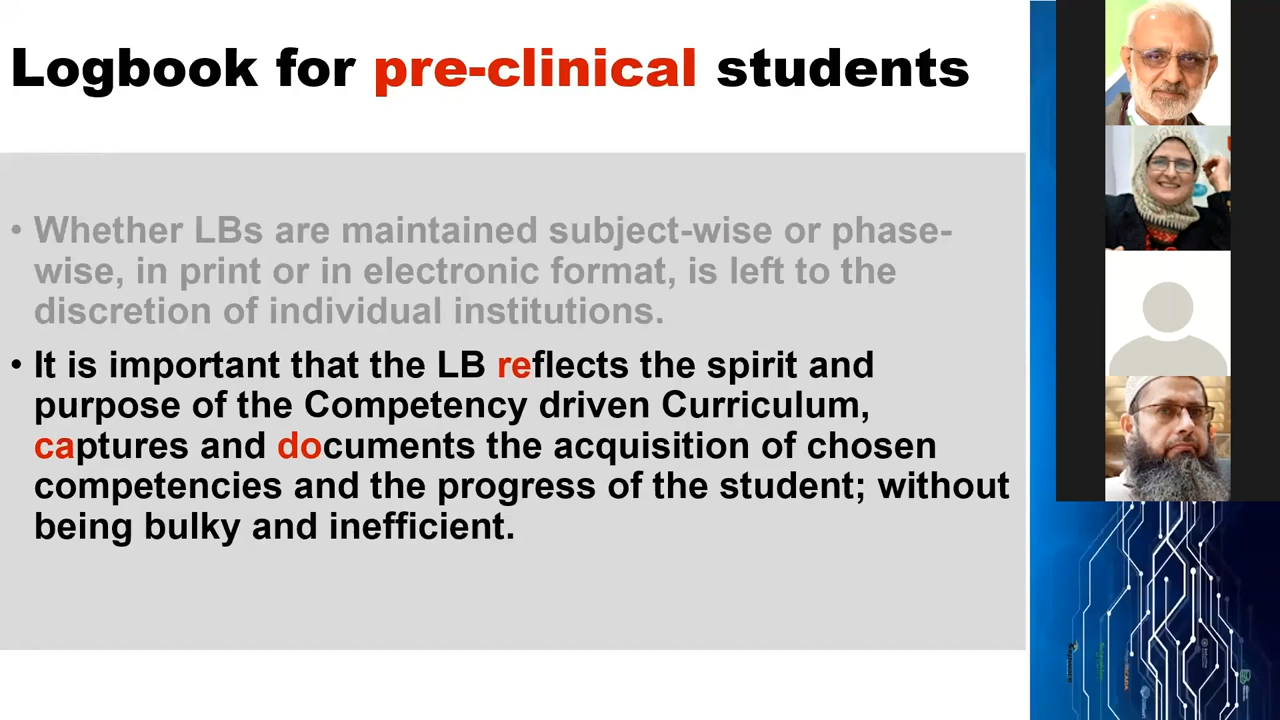 Logbook for pre-clinical students
• Whether LBs are maintained subject-wise or phase-
wise, in print or in electronic format, is left to the
discretion of individual institutions.
• It is important that the LB reflects the spirit and
purpose of the Competency driven Curriculum,
captures and documents the acquisition of chosen
competencies and the progress of the student; without
being bulky and inefficient.